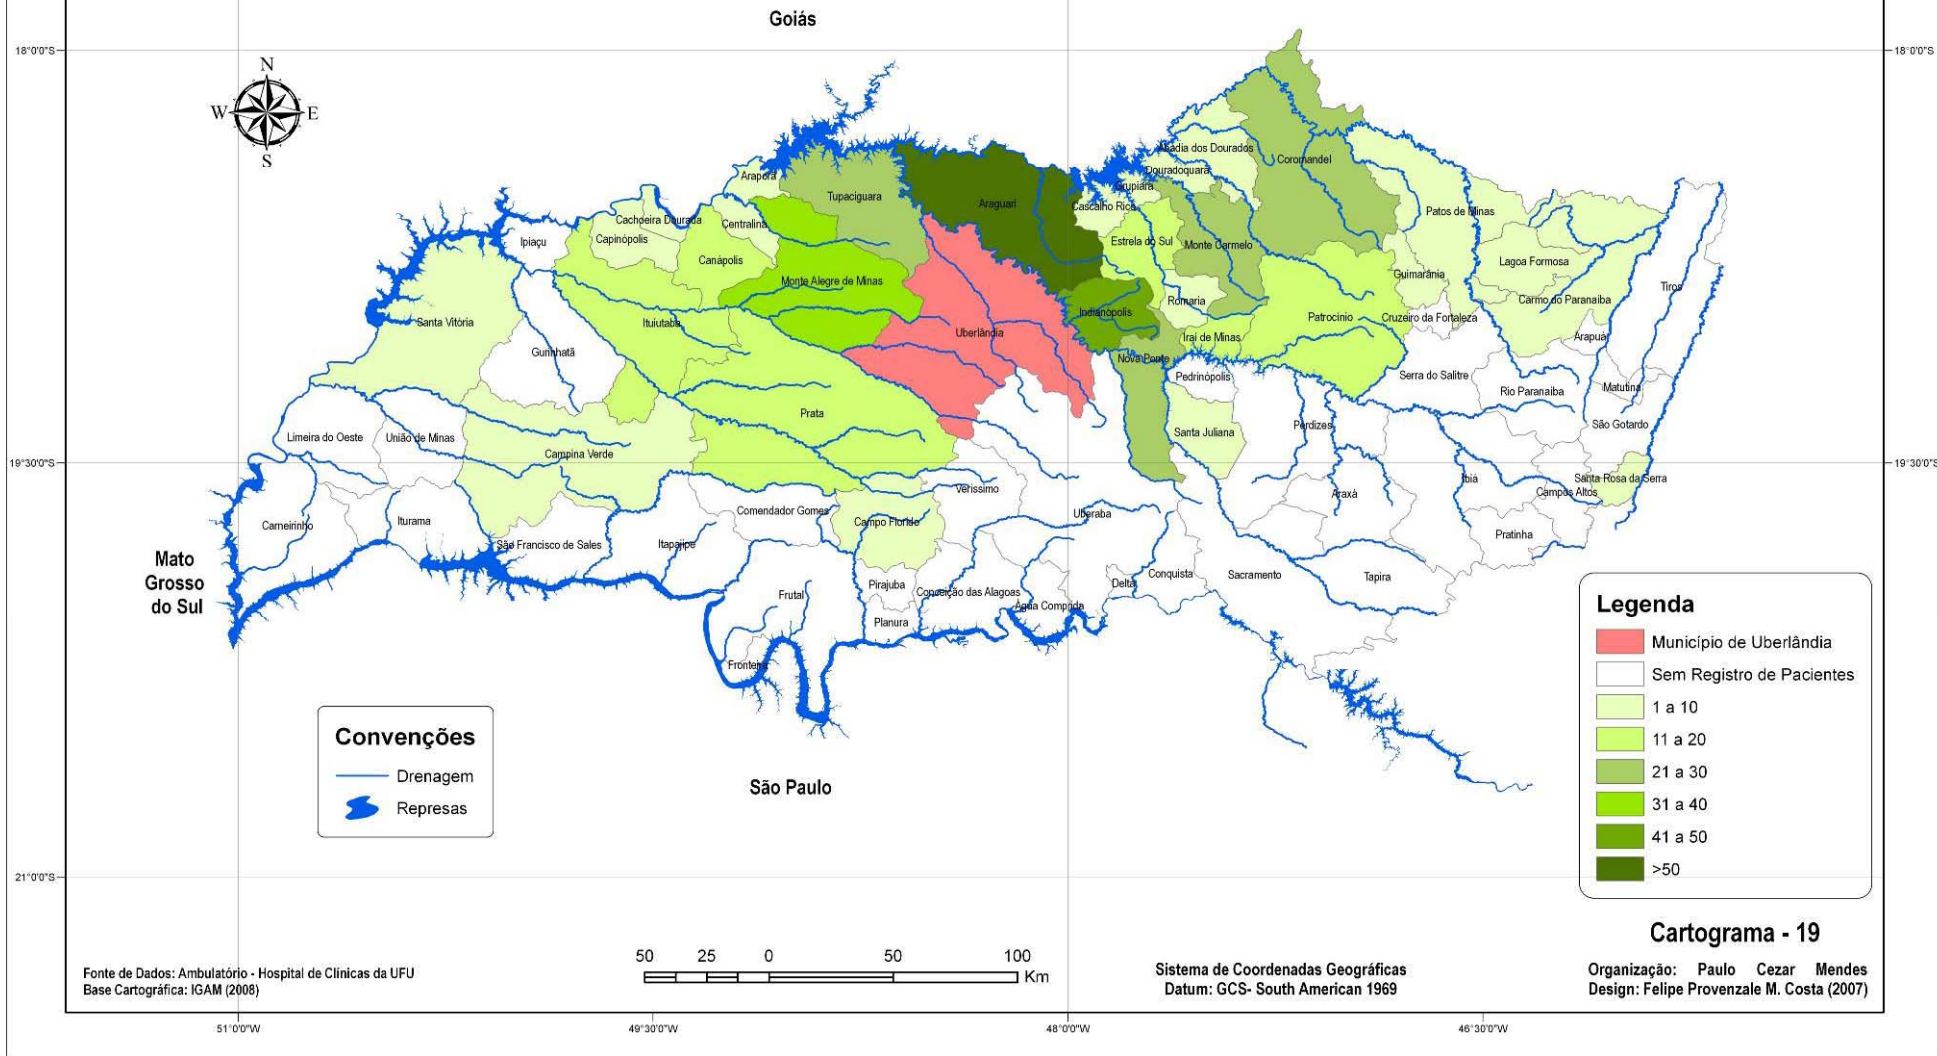 Goiás
18°0'0"S
18°0'0"S
N
W
E
S
Abadia dos Dourados
Coromandel
Douradoquara
Araporã
Grupiara
Tupaciguara
Araguari
Cascalho Rico
Patos de Minas
Cachoeira Dourada
Centralina
Ipiaçu
Capinópolis
Estrela do Sul
Monte Carmelo
Canápolis
Lagoa Formosa
Guimarânia
Monte Alegre de Minas
Tiros
Romaria
Carmo do Paranaiba
Indianópolis
Santa Vitória
Ituiutaba
Patrocinio
Cruzeiro da Fortaleza
Uberlândia
Irai de Minas
Arapuá
Gurinhatã
Nova Ponte
Pedrinópolis
Serra do Salitre
Matutina
Rio Paranaiba
Prata
Limeira do Oeste
União de Minas
Santa Juliana
Perdizes
São Gotardo
Campina Verde
19°30'0"S
19°30'0"S
Santa Rosa da Serra
Ibiá
Verissimo
Araxá
Campos Altos
Comendador Gomes
Carneirinho
Iturama
Campo Florido
Uberaba
Pratinha
São Francisco de Sales
Itapajipe
Mato
Grosso
do Sul
Pirajuba
Conceição das Alagoas
Delta
Conquista
Sacramento
Tapira
Frutal
Água Comprida
Planura
Fronteira
Legenda
Município de Uberlândia
Sem Registro de Pacientes
1 a 10
11 a 20
21 a 30
31 a 40
41 a 50
>50
Convenções
Drenagem
Represas
São Paulo
21°0'0"S
Cartograma - 19
Fonte de Dados: Ambulatório - Hospital de Clínicas da UFU
Base Cartográfica: IGAM (2008)
50 25 0 50 100
Km
Sistema de Coordenadas Geográficas
Datum: GCS- South American 1969
Organização: Paulo Cezar Mendes
Design: Felipe Provenzale M. Costa (2007)
51°0'0"W
49°30'0"W
48°0'0"W
46°30'0"W